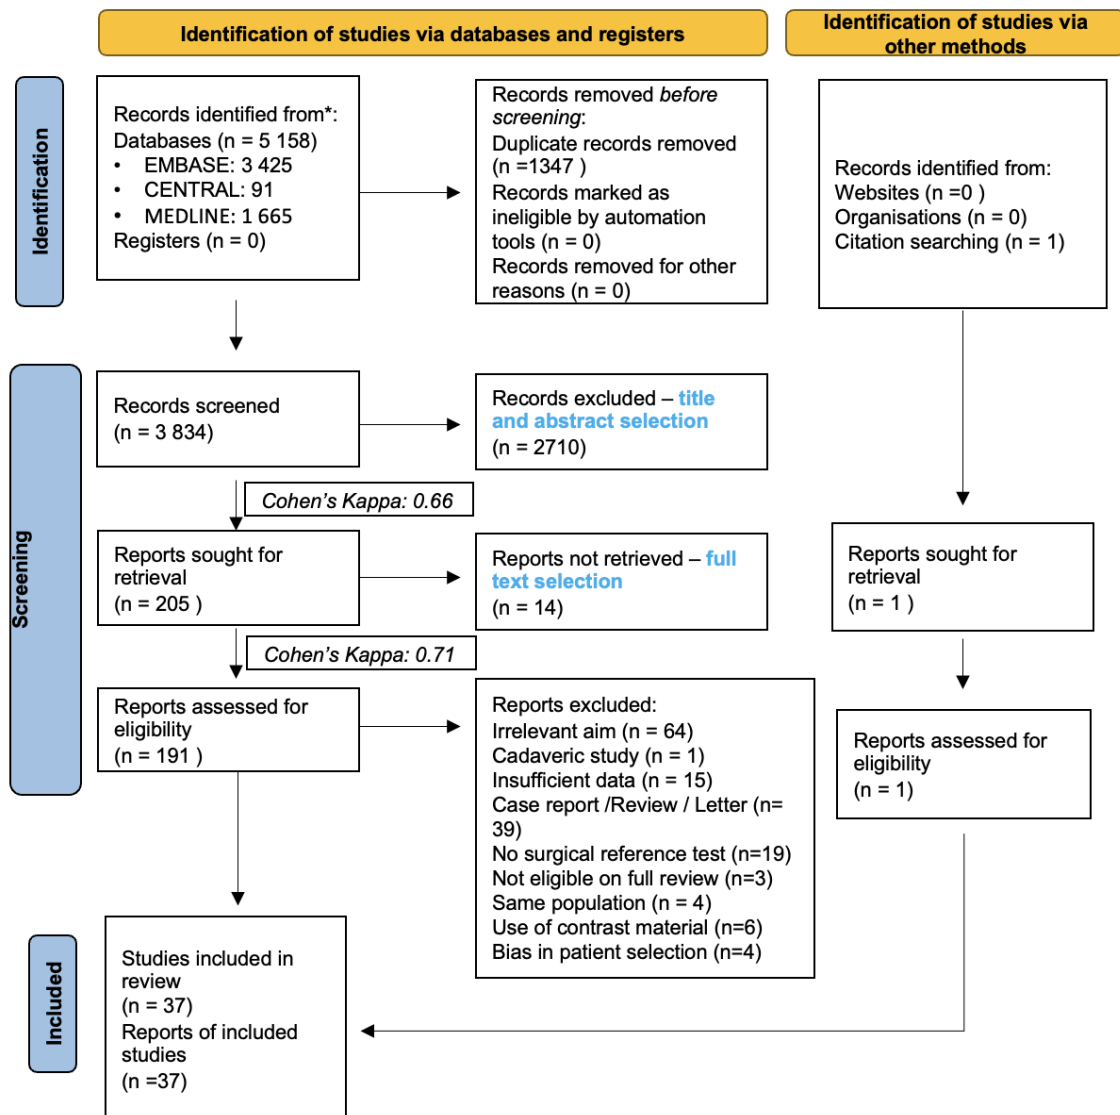 Identification of studies via databases and registers
Identification of studies via
other methods
Identification
Records identified from*:
Databases (n = 5 158)
• EMBASE: 3 425
• CENTRAL: 91
• MEDLINE: 1 665
Registers (n = 0)
Records removed before
screening:
Duplicate records removed
(n =1347 )
Records marked as
ineligible by automation
tools (n = 0)
Records removed for other
reasons (n = 0)
Records identified from:
Websites (n =0 )
Organisations (n = 0)
Citation searching (n = 1)
Screening
Records screened
(n = 3 834)
Records excluded – title
and abstract selection
(n = 2710)
Cohen's Kappa: 0.66
Reports sought for
retrieval
(n = 205 )
Reports not retrieved – full
text selection
(n = 14)
Reports sought for
retrieval
(n = 1 )
Cohen's Kappa: 0.71
Reports assessed for
eligibility
(n = 191 )
Reports excluded:
Irrelevant aim (n = 64)
Cadaveric study (n = 1)
Insufficient data (n = 15)
Case report /Review / Letter (n=
39)
No surgical reference test (n=19)
Not eligible on full review (n=3)
Same population (n = 4)
Use of contrast material (n=6)
Bias in patient selection (n=4)
Reports assessed for
eligibility
(n = 1)
Included
Studies included in
review
(n = 37)
Reports of included
studies
(n =37)